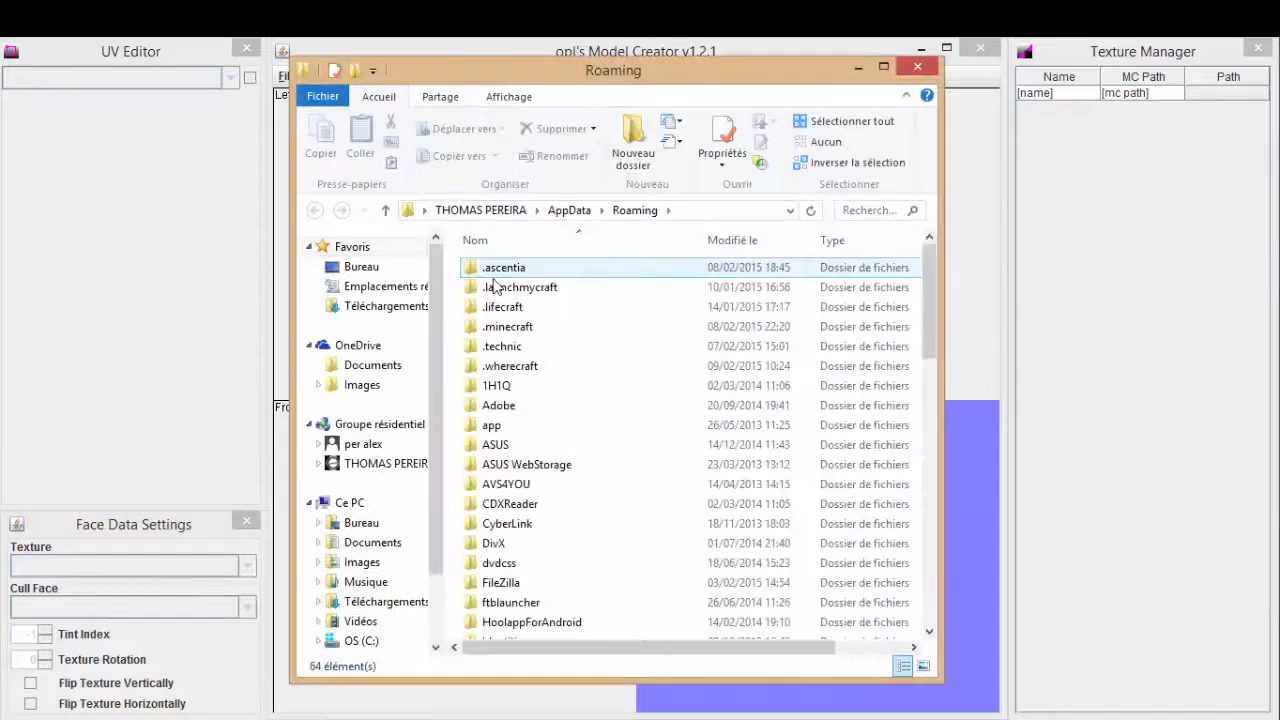 UV Editor
opl's Model Creator v1.2.1
Texture Manager
Roaming
Name MC Path Path
[name] [mc path]
Fichier Accueil Partage Affichage
Copier Coller
Déplacer vers
Copier vers
Supprimer
Renommer
Nouveau dossier
Propriétés
Sélectionner tout
Aucun
Inverser la sélection
Presse-papiers Organiser Nouveau Ouvrir Sélectionner
THOMAS PEREIRA AppData Roaming
Recherc...
Nom Modifié le Type
Favoris
Bureau
Emplacements ré
Téléchargements
OneDrive
Documents
Images
Groupe résidentiel
per alex
THOMAS PEREIR
Ce PC
Bureau
Documents
Images
Musique
Téléchargements
Vidéos
OS (C:)
.ascentia 08/02/2015 18:45 Dossier de fichiers
.launchmycraft 10/01/2015 16:56 Dossier de fichiers
.lifecraft 14/01/2015 17:17 Dossier de fichiers
.minecraft 08/02/2015 22:20 Dossier de fichiers
.technic 07/02/2015 15:01 Dossier de fichiers
.wherecraft 09/02/2015 10:24 Dossier de fichiers
1H1Q 02/03/2014 11:06 Dossier de fichiers
Adobe 20/09/2014 19:41 Dossier de fichiers
app 26/05/2013 11:25 Dossier de fichiers
ASUS 14/12/2014 11:43 Dossier de fichiers
ASUS WebStorage 23/03/2013 13:12 Dossier de fichiers
AVS4YOU 14/04/2013 14:15 Dossier de fichiers
CDXReader 02/03/2014 11:05 Dossier de fichiers
CyberLink 18/11/2013 18:03 Dossier de fichiers
DivX 01/07/2014 21:40 Dossier de fichiers
dvdcss 18/06/2014 15:23 Dossier de fichiers
FileZilla 03/02/2015 14:54 Dossier de fichiers
ftblauncher 26/06/2014 11:26 Dossier de fichiers
HoolappForAndroid 14/02/2014 19:10 Dossier de fichiers
64 élément(s)
Face Data Settings
Texture
Cull Face
-1 Tint Index
0 Texture Rotation
Flip Texture Vertically
Flip Texture Horizontally